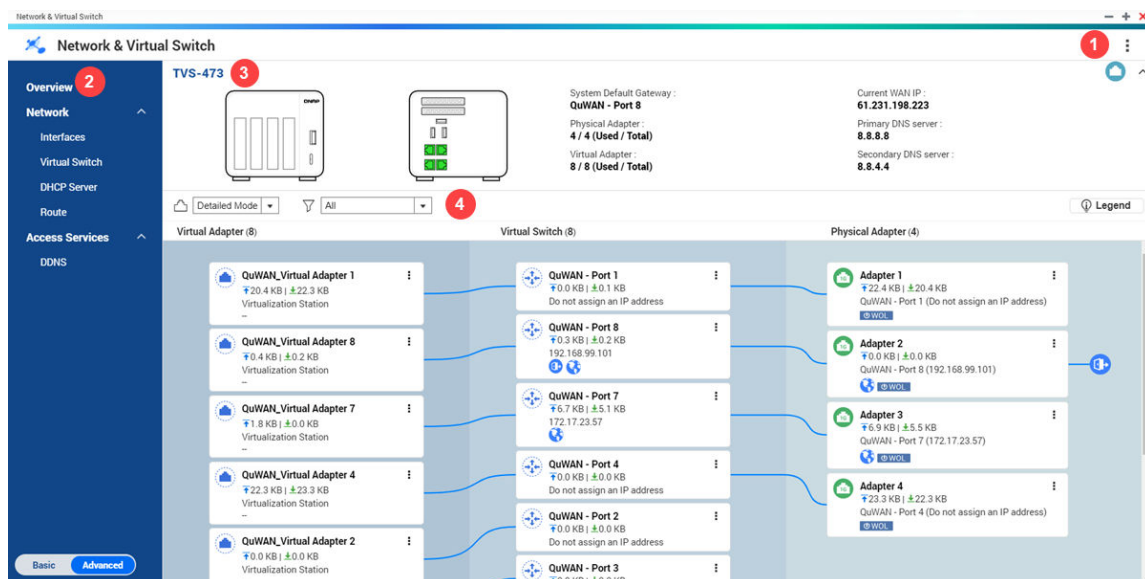 Network & Virtual Switch
Network & Virtual Switch
1
Overview
2
Network
Interfaces
Virtual Switch
DHCP Server
Route
Access Services
DDNS
Basic
Advanced
TVS-473
3
QNAP
System Default Gateway :
QuWAN - Port 8
Physical Adapter :
4 / 4 (Used / Total)
Virtual Adapter :
8 / 8 (Used / Total)
Current WAN IP :
61.231.198.223
Primary DNS server :
8.8.8.8
Secondary DNS server :
8.8.4.4
Detailed Mode
All
4
Legend
Virtual Adapter (8)
Virtual Switch (8)
Physical Adapter (4)
QuWAN_Virtual Adapter 1
20.4 KB | 22.3 KB
Virtualization Station
--
QuWAN_Virtual Adapter 8
0.4 KB | 0.2 KB
Virtualization Station
--
QuWAN_Virtual Adapter 7
1.8 KB | 0.0 KB
Virtualization Station
--
QuWAN_Virtual Adapter 4
22.3 KB | 23.3 KB
Virtualization Station
--
QuWAN_Virtual Adapter 2
0.0 KB | 0.0 KB
Virtualization Station
QuWAN - Port 1
0.0 KB | 0.1 KB
Do not assign an IP address
QuWAN - Port 8
0.3 KB | 0.2 KB
192.168.99.101
QuWAN - Port 7
6.7 KB | 5.1 KB
172.17.23.57
QuWAN - Port 4
0.0 KB | 0.0 KB
Do not assign an IP address
QuWAN - Port 2
0.0 KB | 0.0 KB
Do not assign an IP address
QuWAN - Port 3
Adapter 1
22.4 KB | 20.4 KB
QuWAN - Port 1 (Do not assign an IP address)
WOL
Adapter 2
0.0 KB | 0.0 KB
QuWAN - Port 8 (192.168.99.101)
WOL
Adapter 3
6.9 KB | 5.5 KB
QuWAN - Port 7 (172.17.23.57)
WOL
Adapter 4
23.3 KB | 22.3 KB
QuWAN - Port 4 (Do not assign an IP address)
WOL